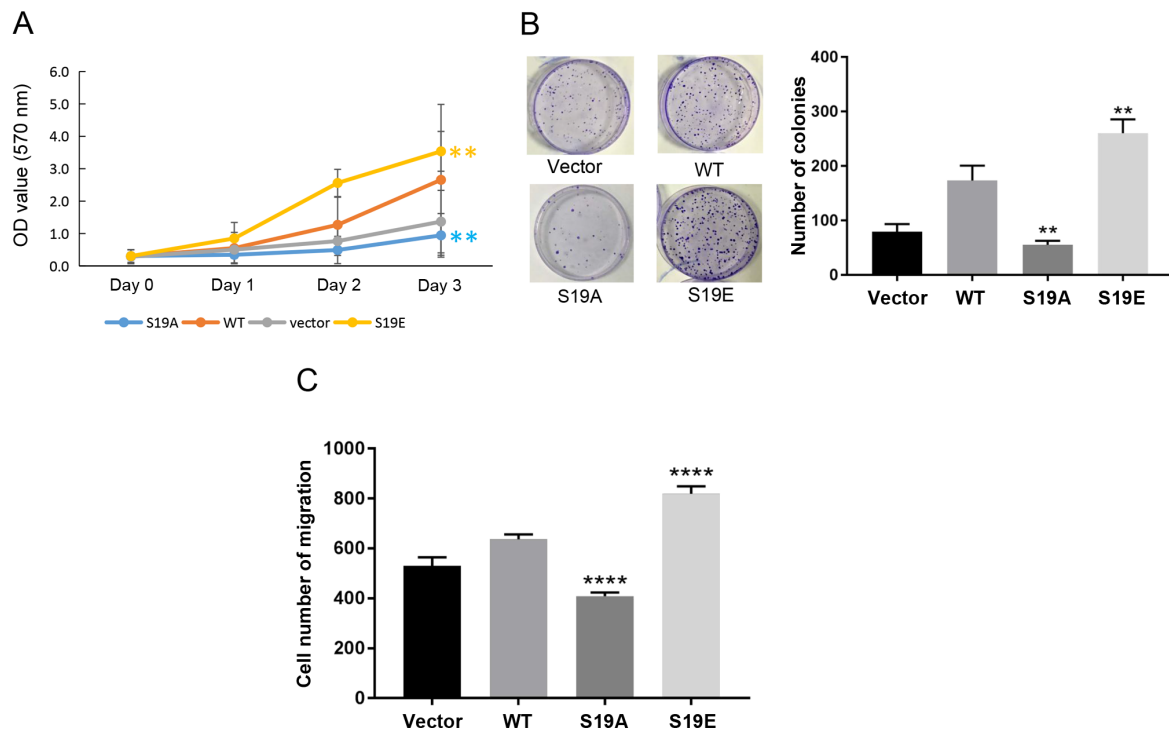 A
OD value (570 nm)
6.0
5.0
4.0
3.0
2.0
1.0
0.0
**
**
Day 0 Day 1 Day 2 Day 3
S19A WT vector S19E
B
Vector WT
S19A S19E
Number of colonies
400
300
200
100
0
**
**
Vector WT S19A S19E
C
Cell number of migration
1000
800
600
400
200
0
****
****
Vector WT S19A S19E